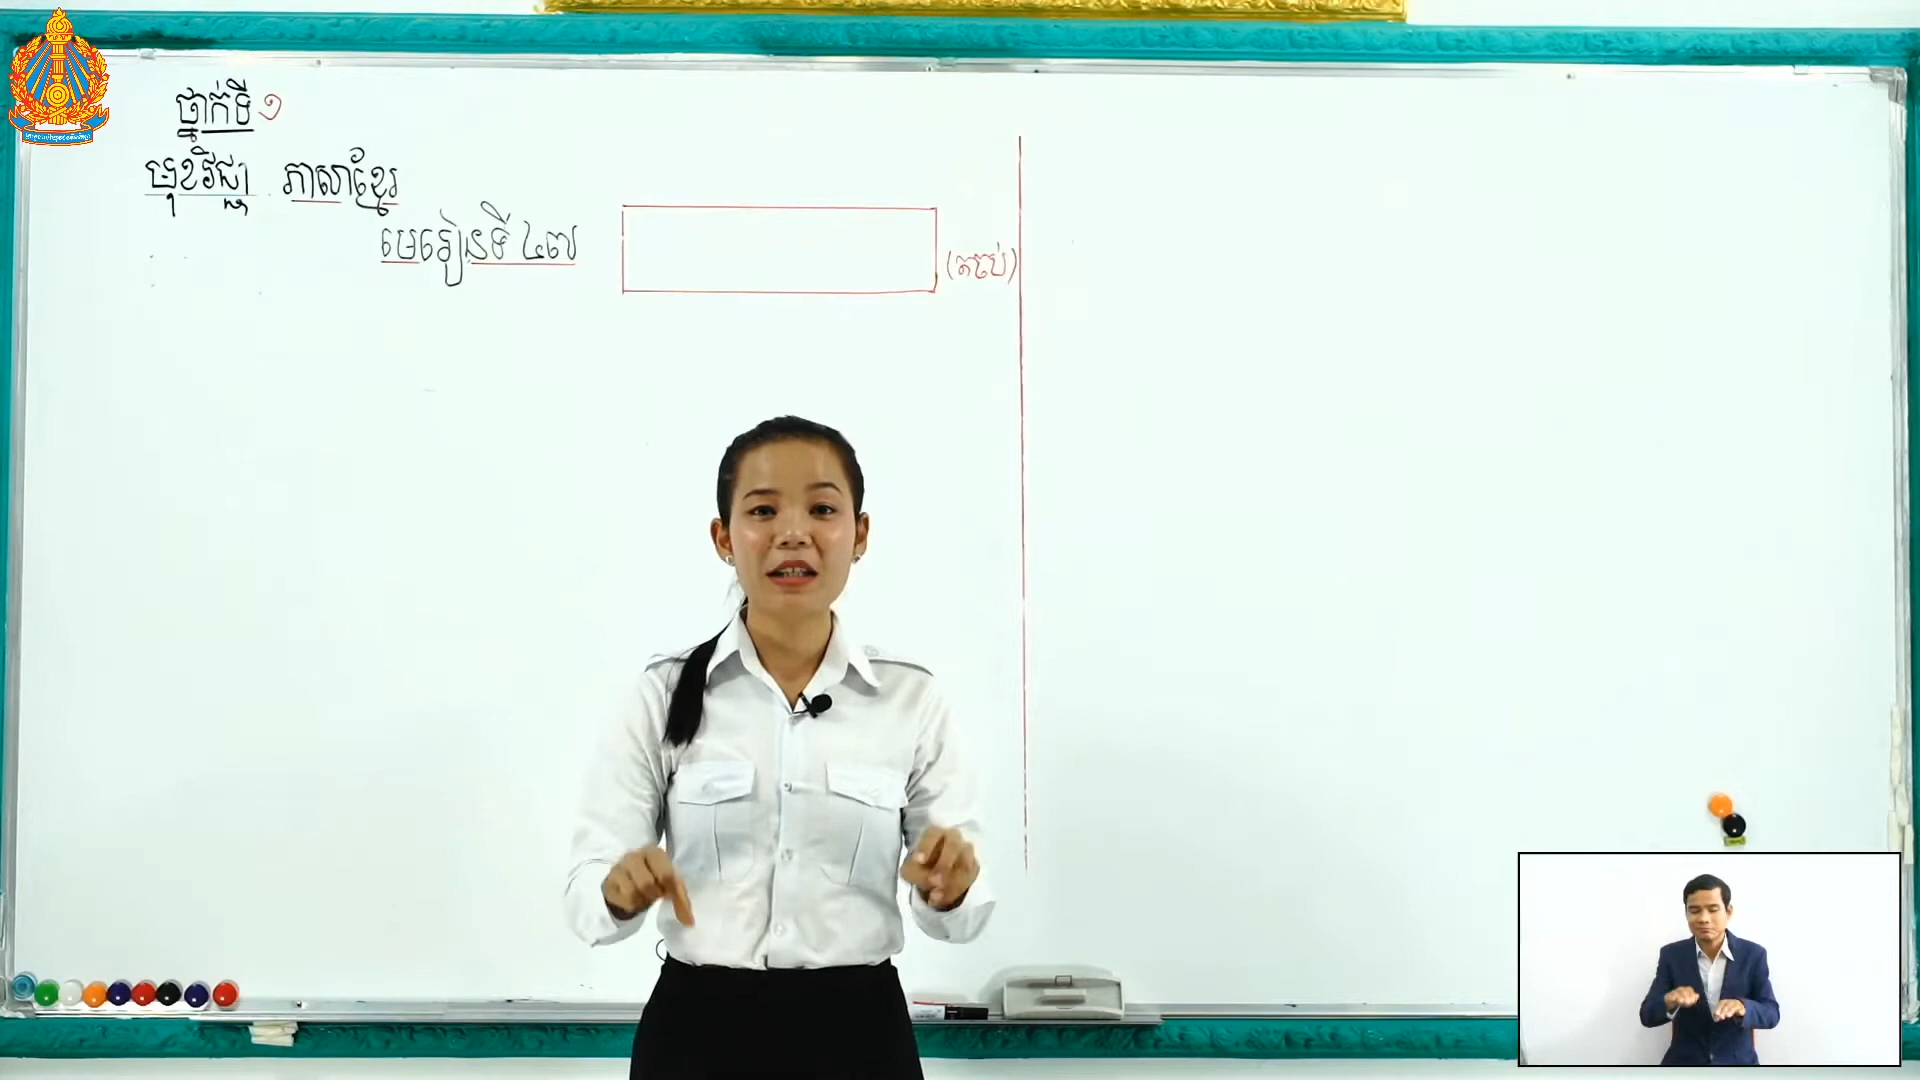 ថ្នាក់ទី ១
មុខវិជ្ជា ភាសាខ្មែរ
មេរៀនទី ៤៧
(តចប់)